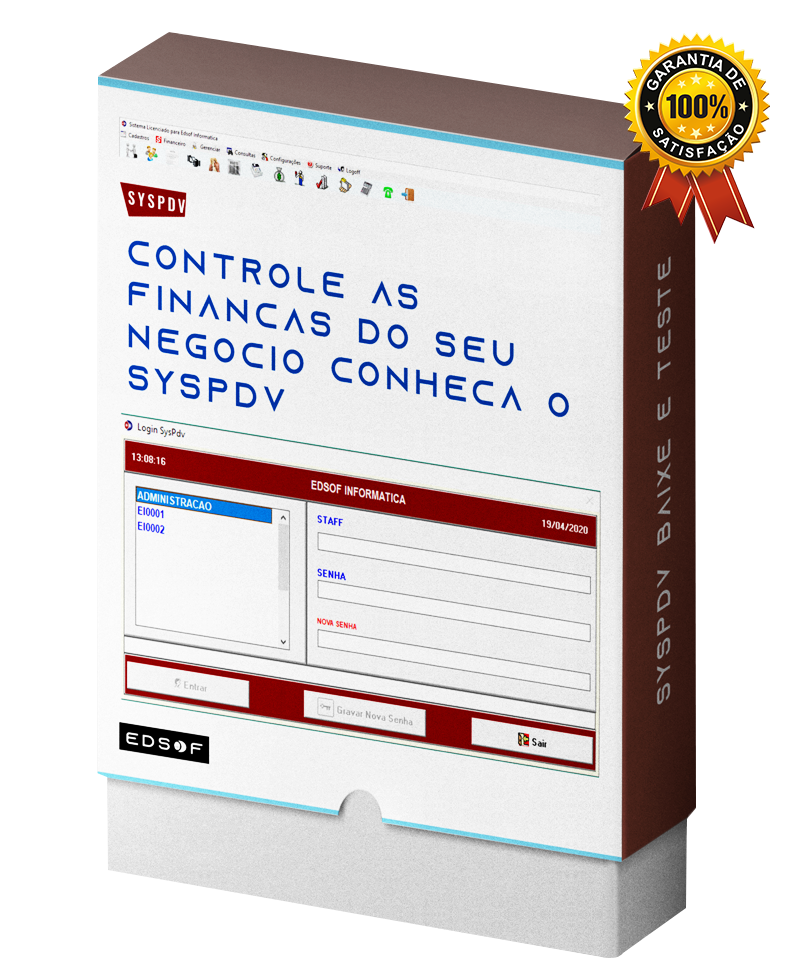 GARANTIA DE
100%
SATISFAÇÃO
Sistema Licenciado para Edsof Informatica
Cadastros Financeiro Gerenciar Consultas Configurações Suporte Logoff
SYSPDV
CONTROLE AS
FINANCAS DO SEU
NEGOCIO CONHECA O
SYSPDV
Login SysPdv
13:08:16
EDSOF INFORMATICA
19/04/2020
ADMINISTRACAO
EI0001
EI0002
STAFF
SENHA
NOVA SENHA
Entrar
Gravar Nova Senha
Sair
EDSOF
SYSPDV BAIXE E TESTE